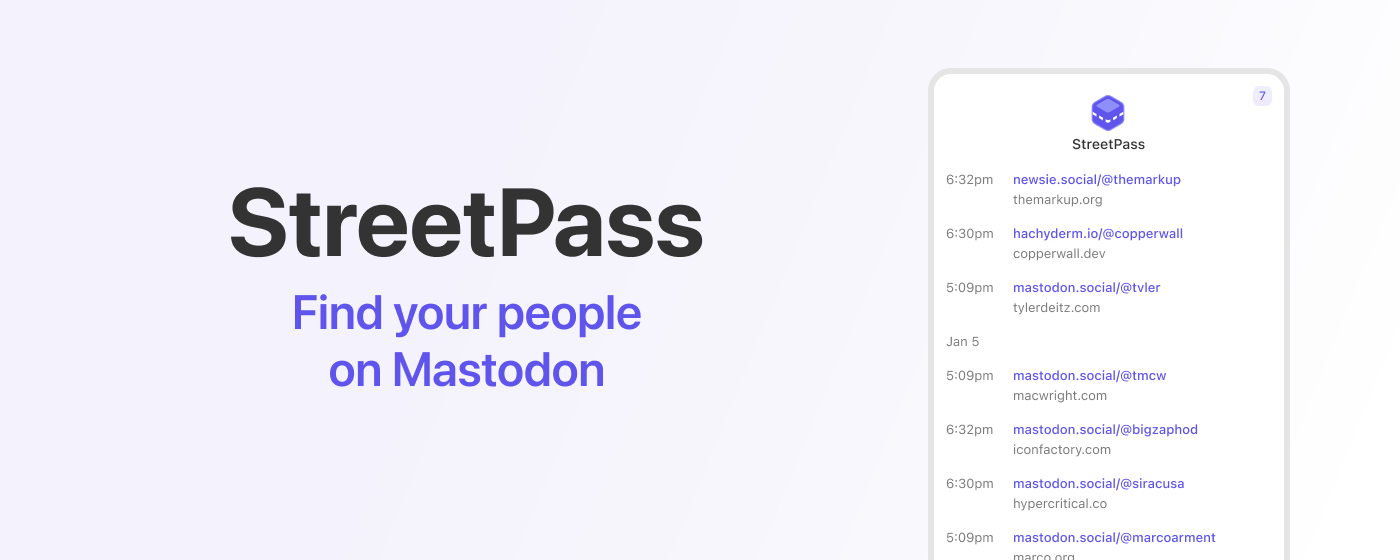 StreetPass
Find your people
on Mastodon
7
StreetPass
6:32pm newsie.social/@themarkup
themarkup.org
6:30pm hachyderm.io/@copperwall
copperwall.dev
5:09pm mastodon.social/@tvler
tylerdeitz.com
Jan 5
5:09pm mastodon.social/@tmcw
macwright.com
6:32pm mastodon.social/@bigzaphod
iconfactory.com
6:30pm mastodon.social/@siracusa
hypercritical.co
5:09pm mastodon.social/@marcoarment
marco.org